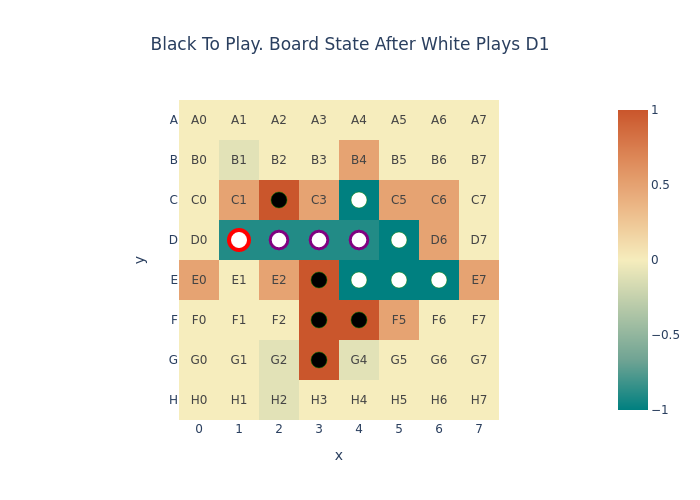 Black To Play. Board State After White Plays D1
A A0 A1 A2 A3 A4 A5 A6 A7 1
B B0 B1 B2 B3 B4 B5 B6 B7 0.5
C C0 C1 C3 C5 C6 C7
D D0 D6 D7
y 0
E E0 E1 E2 E7
F F0 F1 F2 F5 F6 F7 −0.5
G G0 G1 G2 G4 G5 G6 G7
H H0 H1 H2 H3 H4 H5 H6 H7 −1
0 1 2 3 4 5 6 7
x